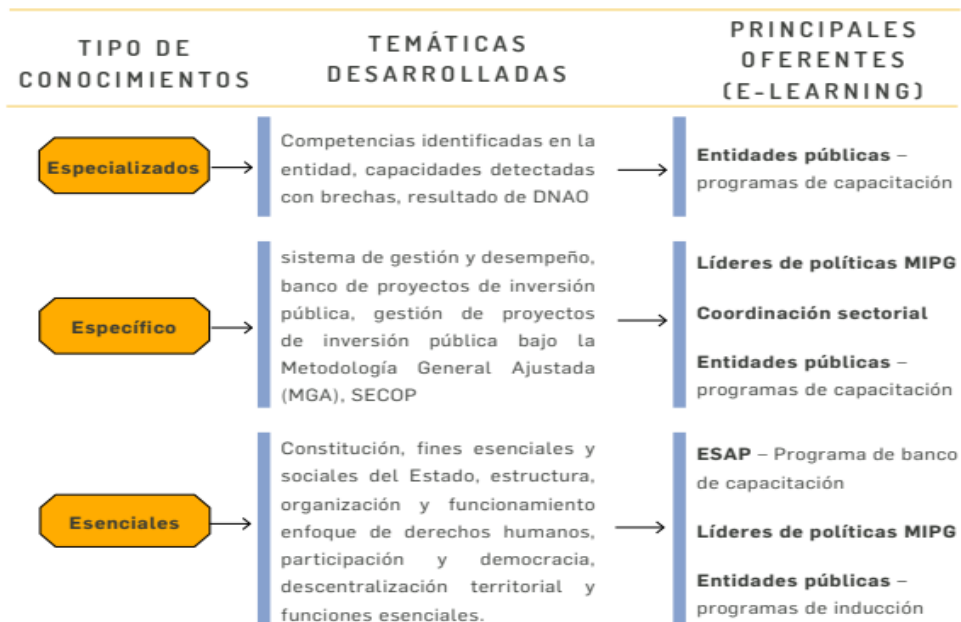 TIPO DE
CONOCIMIENTOS
TEMÁTICAS
DESARROLLADAS
PRINCIPALES
OFERENTES
(E-LEARNING)
Especializados
Competencias identificadas en la
entidad, capacidades detectadas
con brechas, resultado de DNAO
Entidades públicas –
programas de capacitación
Específico
sistema de gestión y desempeño,
banco de proyectos de inversión
pública, gestión de proyectos
de inversión pública bajo la
Metodología General Ajustada
(MGA), SECOP
Líderes de políticas MIPG
Coordinación sectorial
Entidades públicas –
programas de capacitación
Esenciales
Constitución, fines esenciales y
sociales del Estado, estructura,
organización y funcionamiento
enfoque de derechos humanos,
participación y democracia,
descentralización territorial y
funciones esenciales.
ESAP – Programa de banco
de capacitación
Líderes de políticas MIPG
Entidades públicas –
programas de inducción